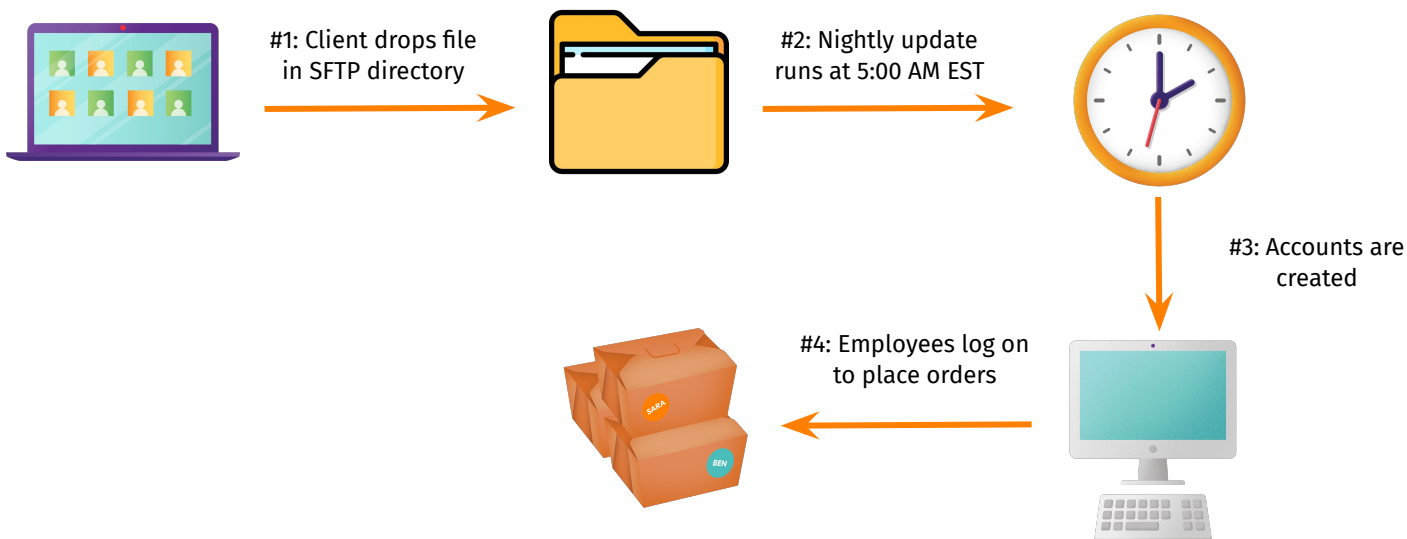 #1: Client drops file
in SFTP directory
#2: Nightly update
runs at 5:00 AM EST
#3: Accounts are
created
#4: Employees log on
to place orders
SARA
BEN